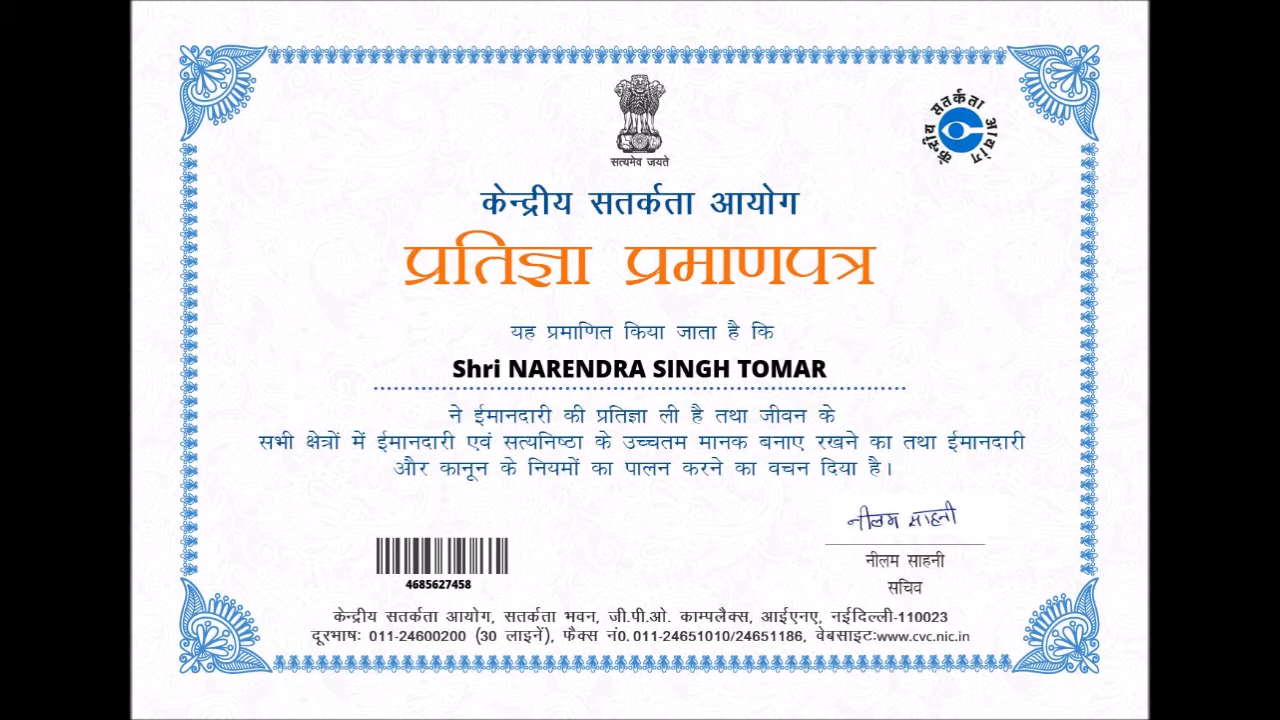 सत्यमेव जयते
केन्द्रीय सतर्कता आयोग
केन्द्रीय सतर्कता आयोग
प्रतिज्ञा प्रमाणपत्र
यह प्रमाणित किया जाता है कि
Shri NARENDRA SINGH TOMAR
ने ईमानदारी की प्रतिज्ञा ली है तथा जीवन के
सभी क्षेत्रों में ईमानदारी एवं सत्यनिष्ठा के उच्चतम मानक बनाए रखने का तथा ईमानदारी
और कानून के नियमों का पालन करने का वचन दिया है।
नीलम साहनी
नीलम साहनी
सचिव
4685627458
केन्द्रीय सतर्कता आयोग, सतर्कता भवन, जी.पी.ओ. काम्पलैक्स, आईएनए, नईदिल्ली-110023
दूरभाषः 011-24600200 (30 लाइनें), फैक्स नं0. 011-24651010/24651186, वेबसाइटःwww.cvc.nic.in